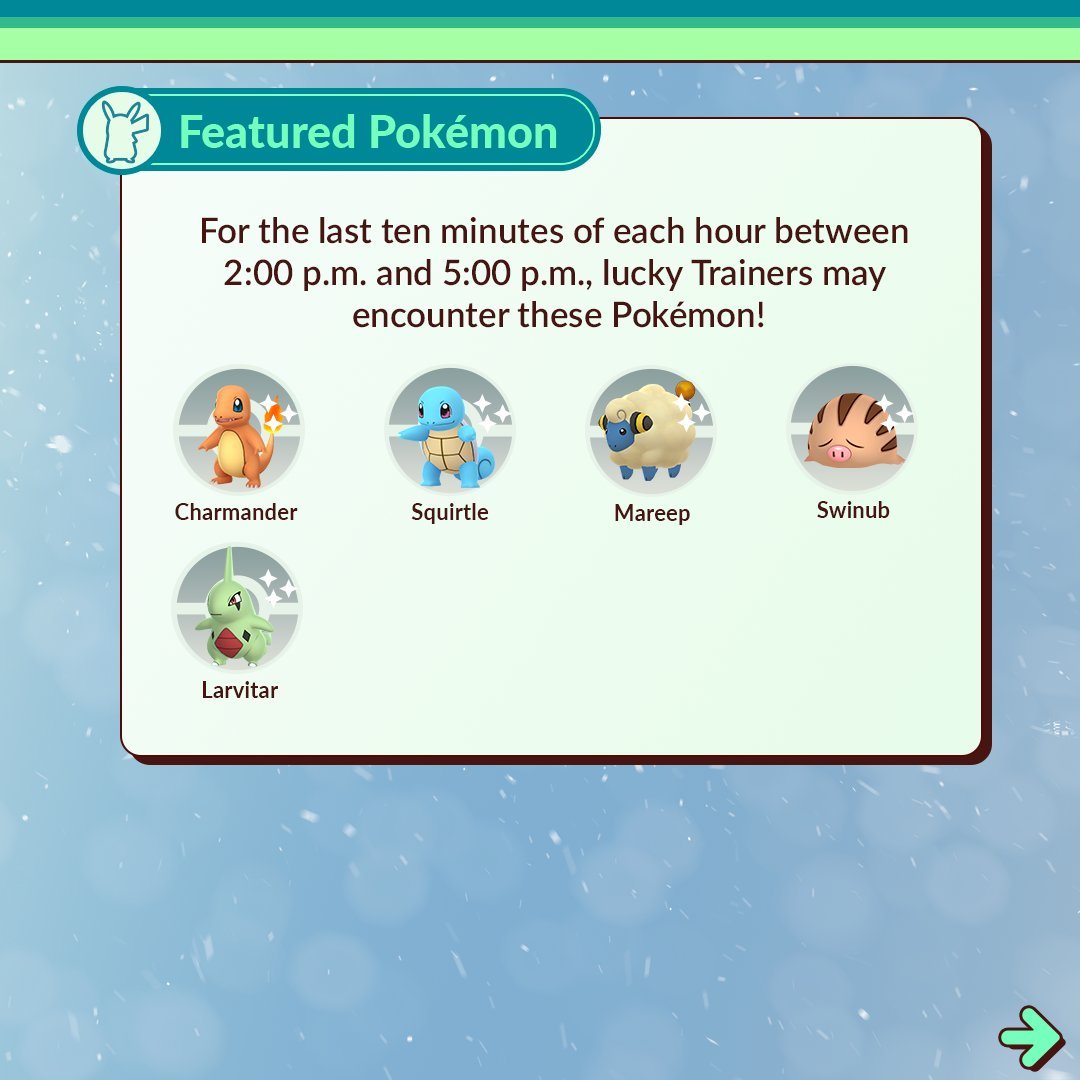 Featured Pokémon
For the last ten minutes of each hour between
2:00 p.m. and 5:00 p.m., lucky Trainers may
encounter these Pokémon!
Charmander
Squirtle
Mareep
Swinub
Larvitar